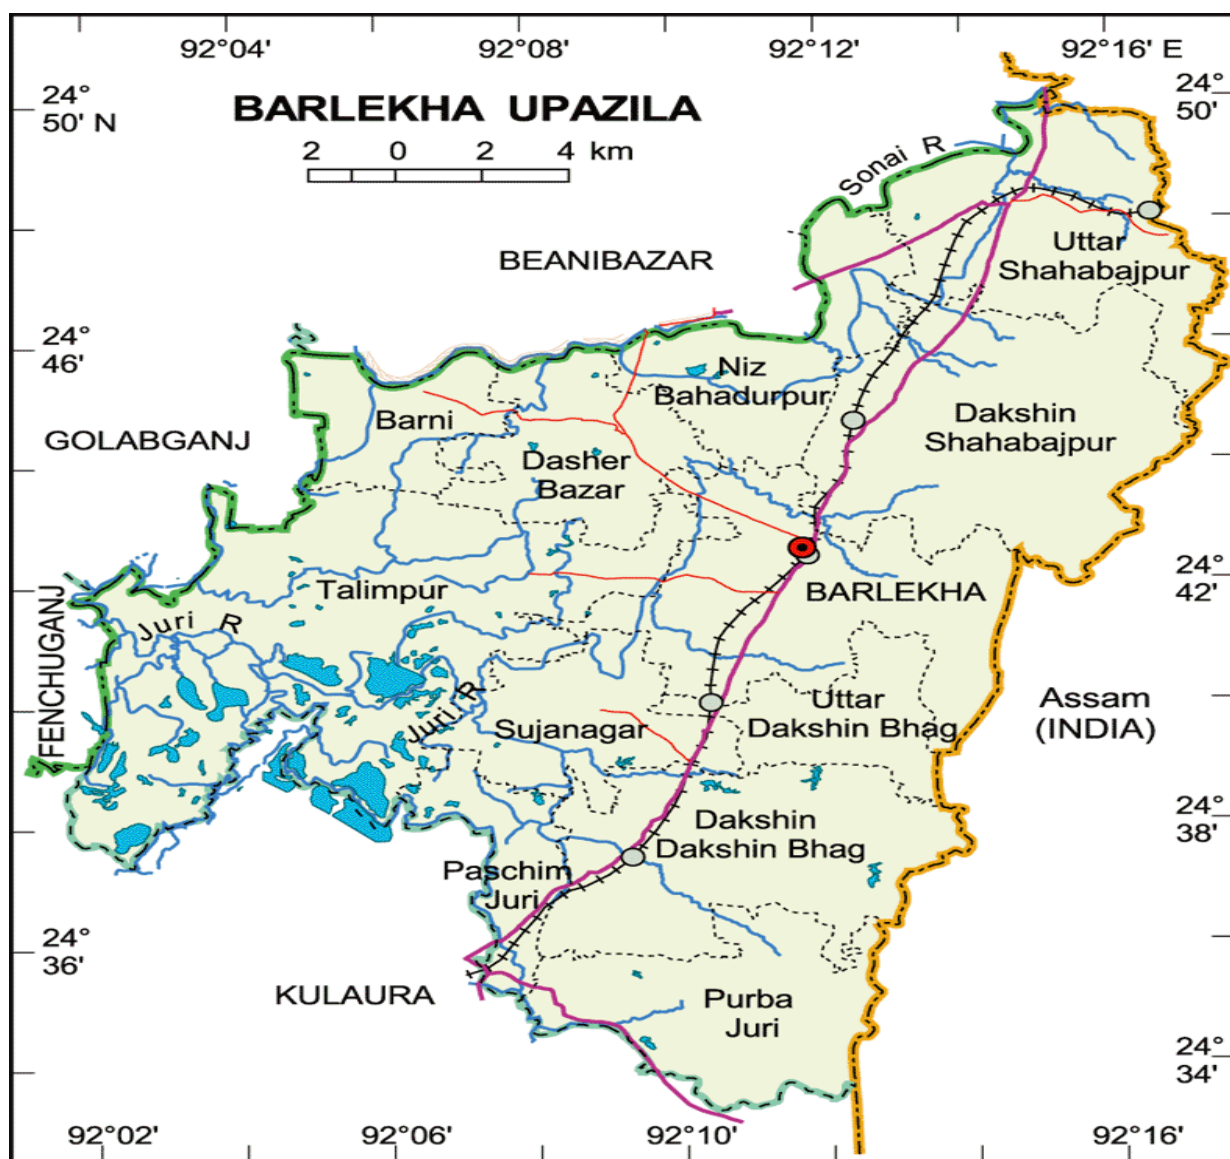 92°04'
92°08'
92°12'
92°16' E
24°
50' N
24°
50'
BARLEKHA UPAZILA
2 0 2 4 km
Sonai R
BEANIBAZAR
Uttar
Shahabajpur
24°
46'
24°
46'
Niz
Bahadurpur
Barni
Dakshin
Shahabajpur
GOLABGANJ
Dasher
Bazar
24°
42'
Talimpur
BARLEKHA
FENCHUGANJ
Juri R
Juri R
Sujanagar
Uttar
Dakshin Bhag
Assam
(INDIA)
24°
38'
Dakshin
Dakshin Bhag
Paschim
Juri
24°
36'
KULAURA
Purba
Juri
24°
34'
92°02'
92°06'
92°10'
92°16'